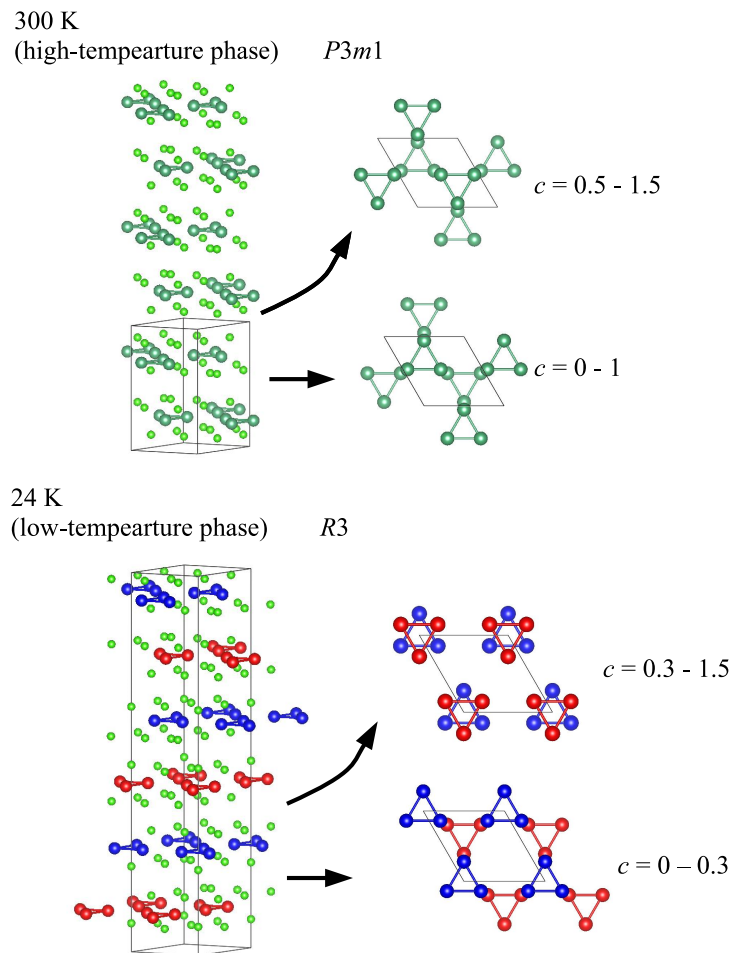 300 K
(high-tempearture phase) P3m1
c = 0.5 - 1.5
c = 0 - 1
24 K
(low-tempearture phase) R3
c = 0.3 - 1.5
c = 0 – 0.3